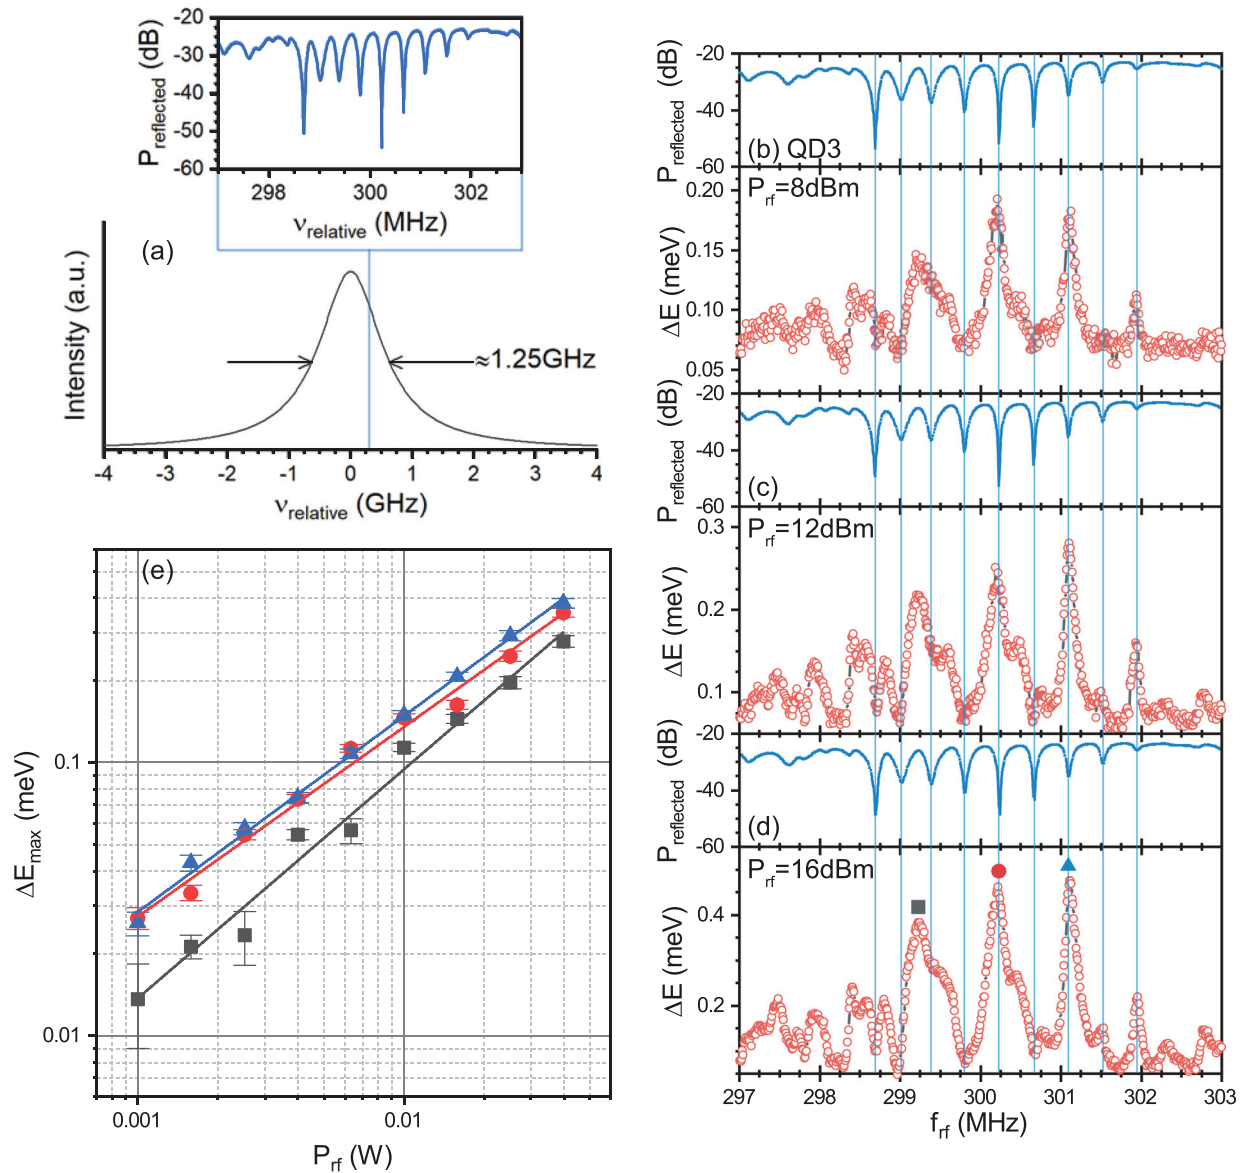 -20
-30
-40
-50
-60
P_reflected (dB)
298 300 302
ν_relative (MHz)
(a)
Intensity (a.u.)
≈1.25GHz
-4 -3 -2 -1 0 1 2 3 4
ν_relative (GHz)
(e)
0.1
0.01
ΔE_max (meV)
0.001 0.01
P_rf (W)
-20
-40
-60
P_reflected (dB)
(b) QD3
P_rf=8dBm
0.20
0.15
0.10
0.05
ΔE (meV)
-20
-40
-60
P_reflected (dB)
(c)
P_rf=12dBm
0.3
0.2
0.1
ΔE (meV)
-20
-40
-60
P_reflected (dB)
(d)
P_rf=16dBm
0.4
0.2
ΔE (meV)
297 298 299 300 301 302 303
f_rf (MHz)